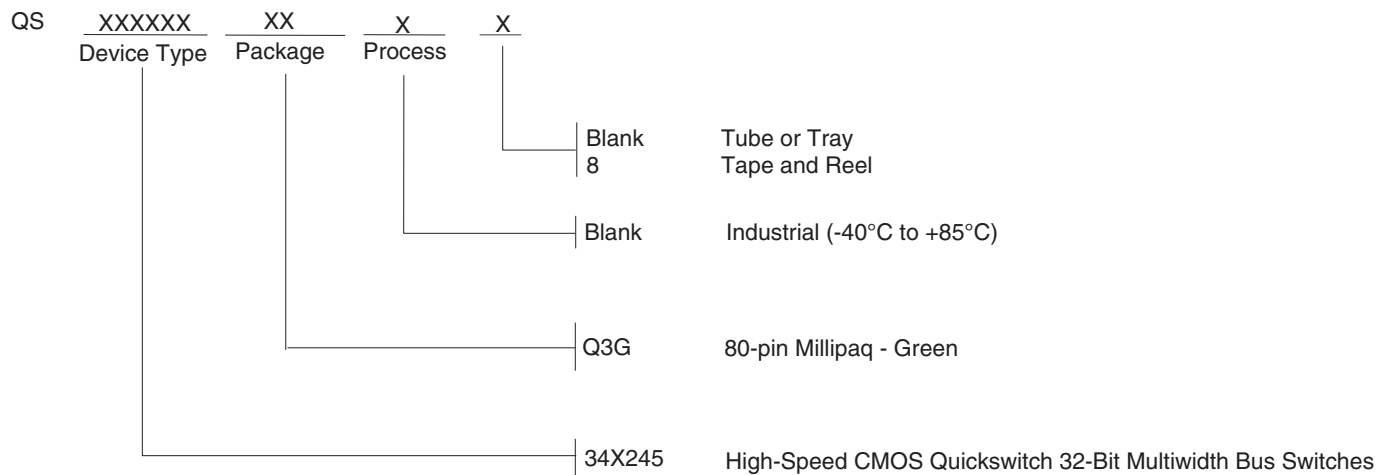 QS XXXXXX XX X X
Device Type Package Process
Blank Tube or Tray
8 Tape and Reel
Blank Industrial (-40°C to +85°C)
Q3G 80-pin Millipaq - Green
34X245 High-Speed CMOS Quickswitch 32-Bit Multiwidth Bus Switches